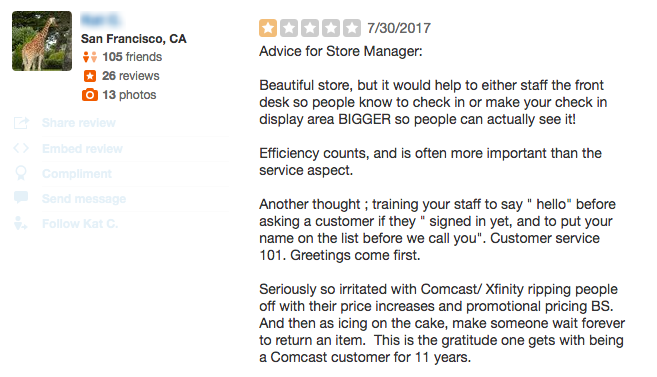 San Francisco, CA
105 friends
26 reviews
13 photos
Share review
Embed review
Compliment
Send message
Follow Kat C.
7/30/2017
Advice for Store Manager:
Beautiful store, but it would help to either staff the front
desk so people know to check in or make your check in
display area BIGGER so people can actually see it!
Efficiency counts, and is often more important than the
service aspect.
Another thought ; training your staff to say " hello" before
asking a customer if they " signed in yet, and to put your
name on the list before we call you". Customer service
101. Greetings come first.
Seriously so irritated with Comcast/ Xfinity ripping people
off with their price increases and promotional pricing BS.
And then as icing on the cake, make someone wait forever
to return an item.  This is the gratitude one gets with being
a Comcast customer for 11 years.